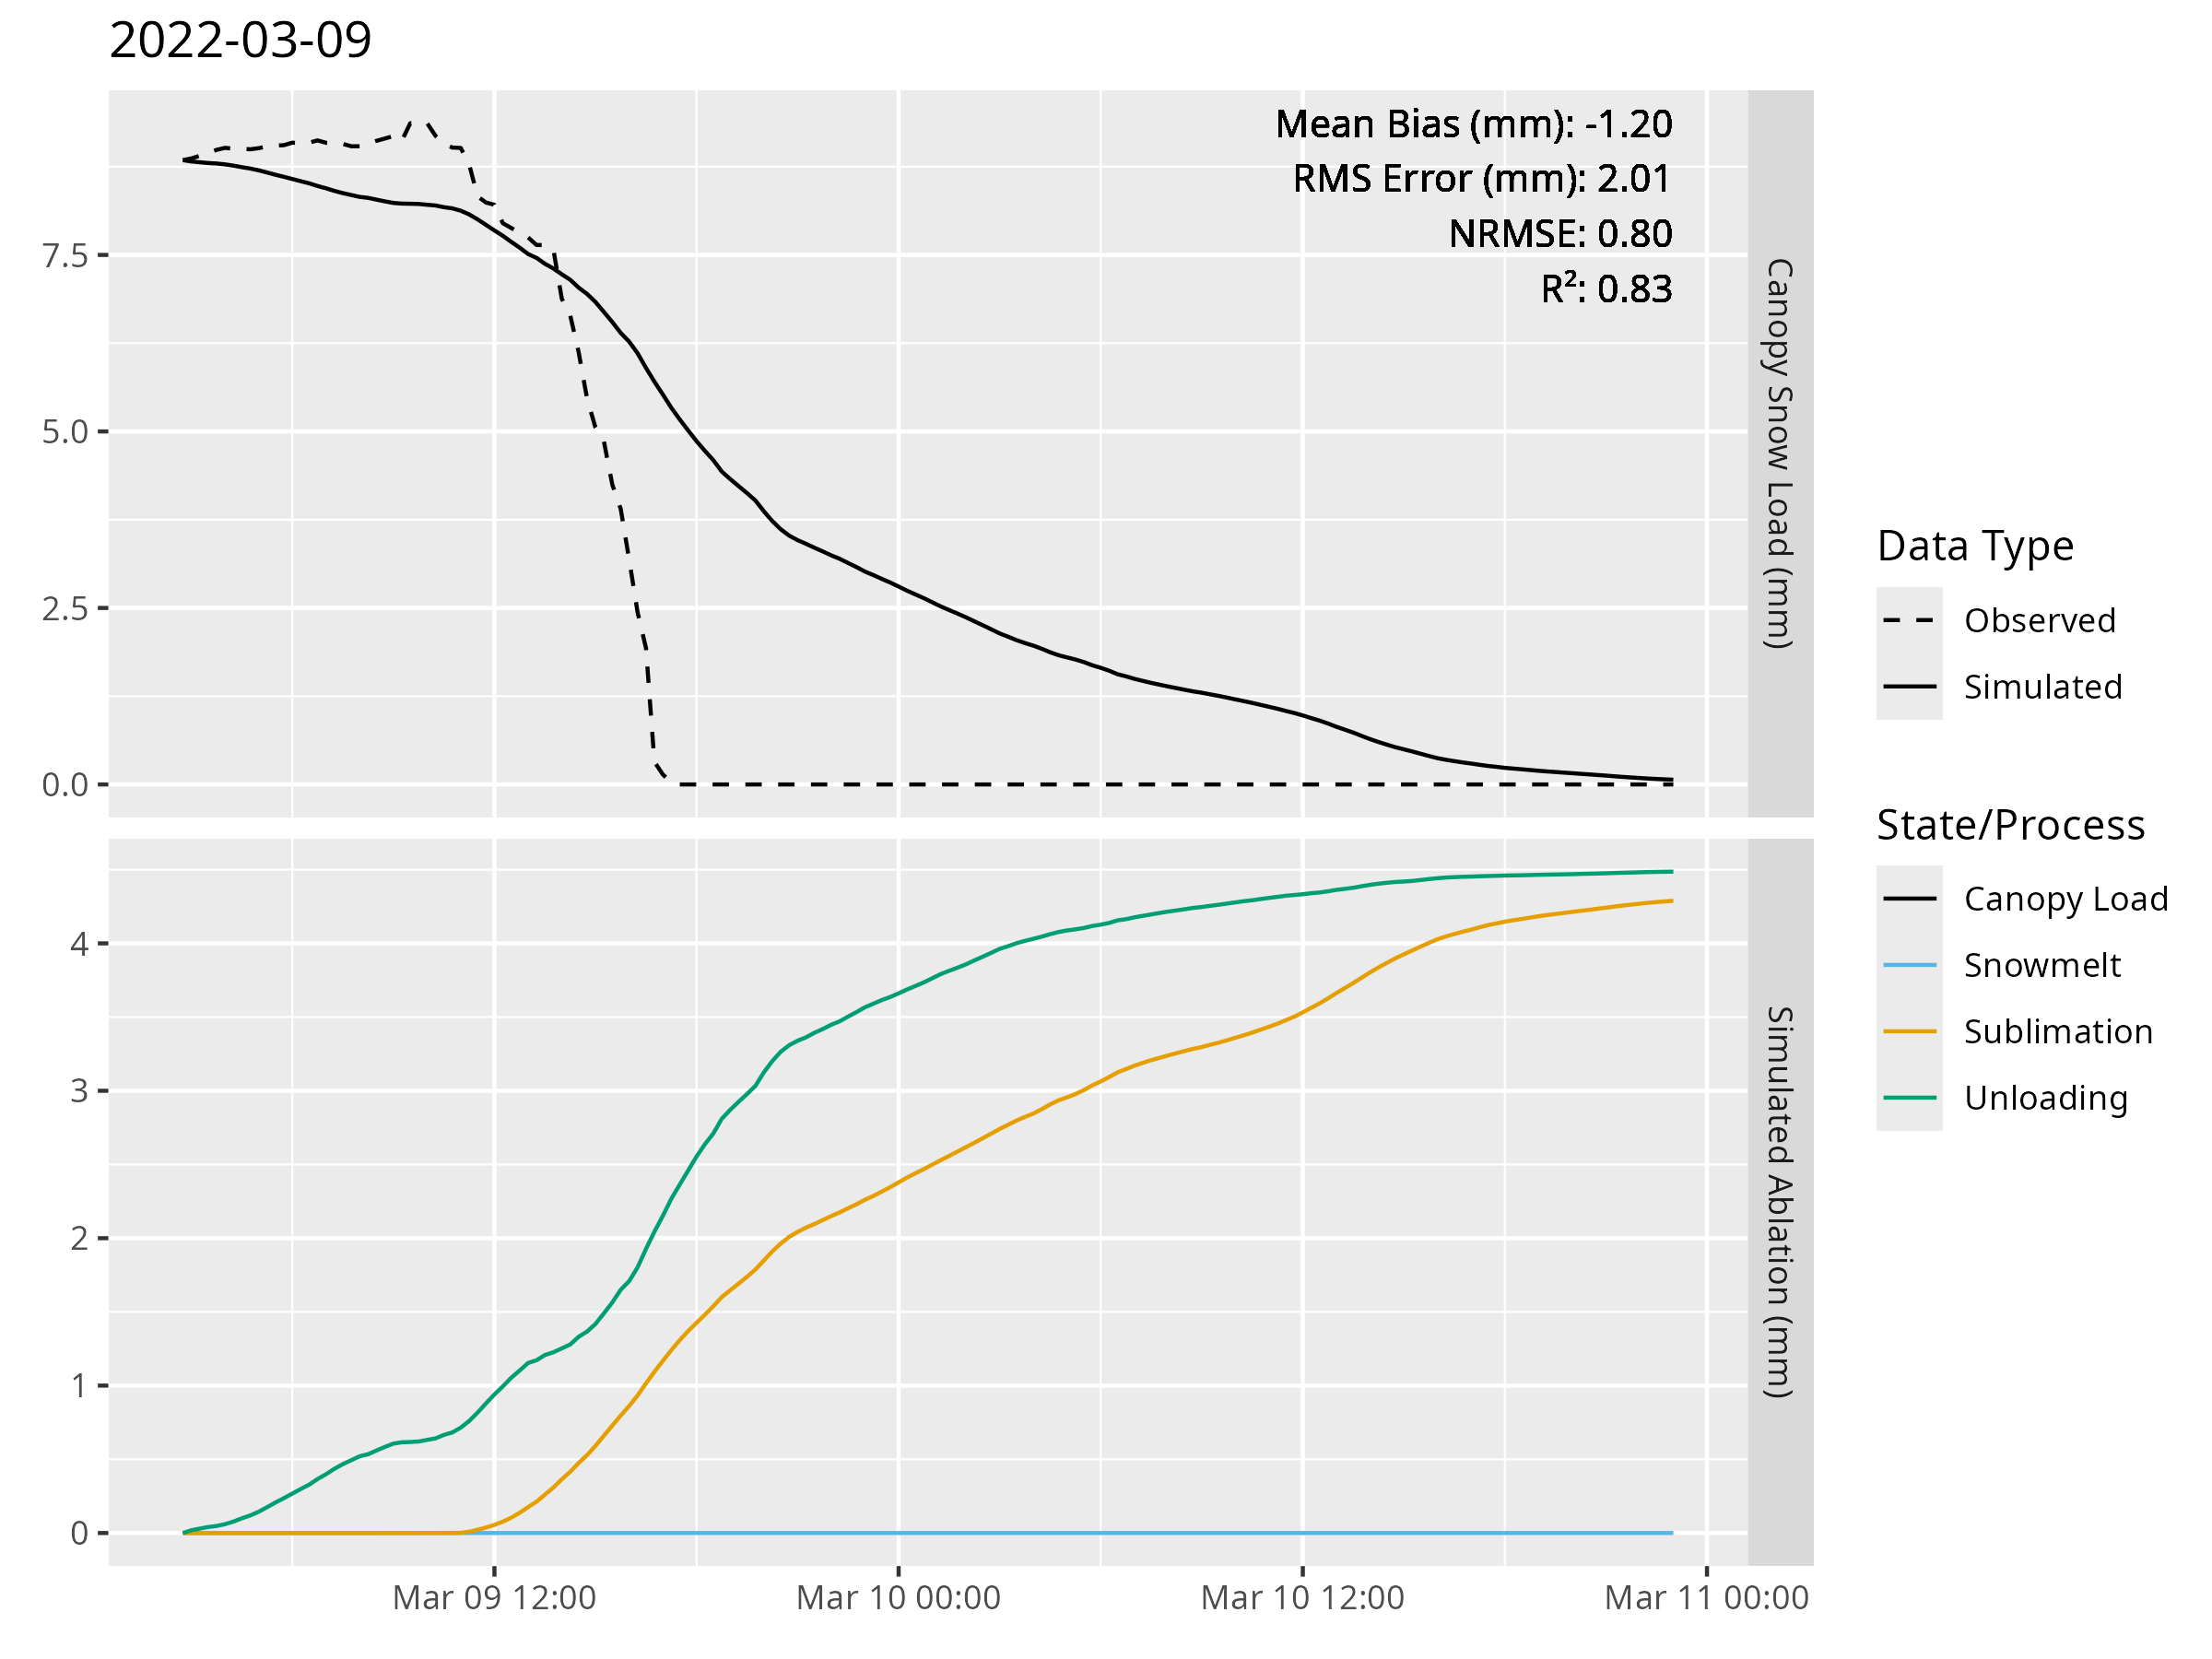 2022-03-09
Mean Bias (mm): -1.20
RMS Error (mm): 2.01
NRMSE: 0.80
R²: 0.83
7.5
5.0
2.5
0.0
Canopy Snow Load (mm)
4
3
2
1
0
Simulated Ablation (mm)
Mar 09 12:00
Mar 10 00:00
Mar 10 12:00
Mar 11 00:00
Data Type
Observed
Simulated
State/Process
Canopy Load
Snowmelt
Sublimation
Unloading